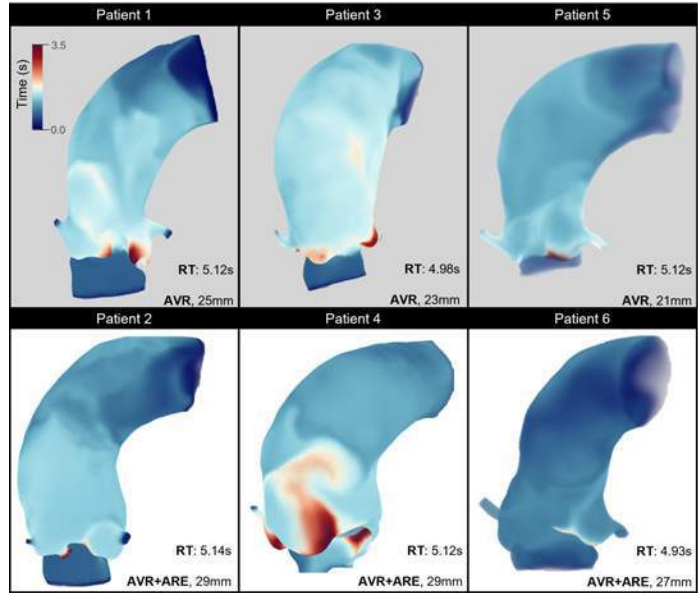 Patient 1
Patient 3
Patient 5
3.5
Time (s)
0.0
RT: 5.12s
AVR, 25mm
RT: 4.98s
AVR, 23mm
RT: 5.12s
AVR, 21mm
Patient 2
Patient 4
Patient 6
RT: 5.14s
AVR+ARE, 29mm
RT: 5.12s
AVR+ARE, 29mm
RT: 4.93s
AVR+ARE, 27mm